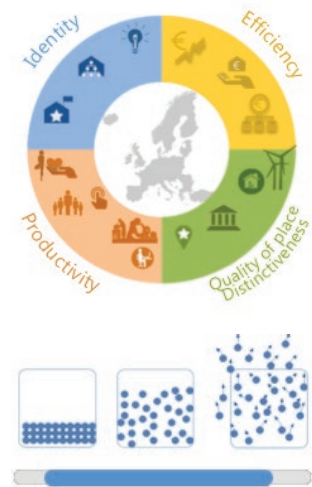 Identity
Efficiency
Productivity
Quality of place
Distinctiveness